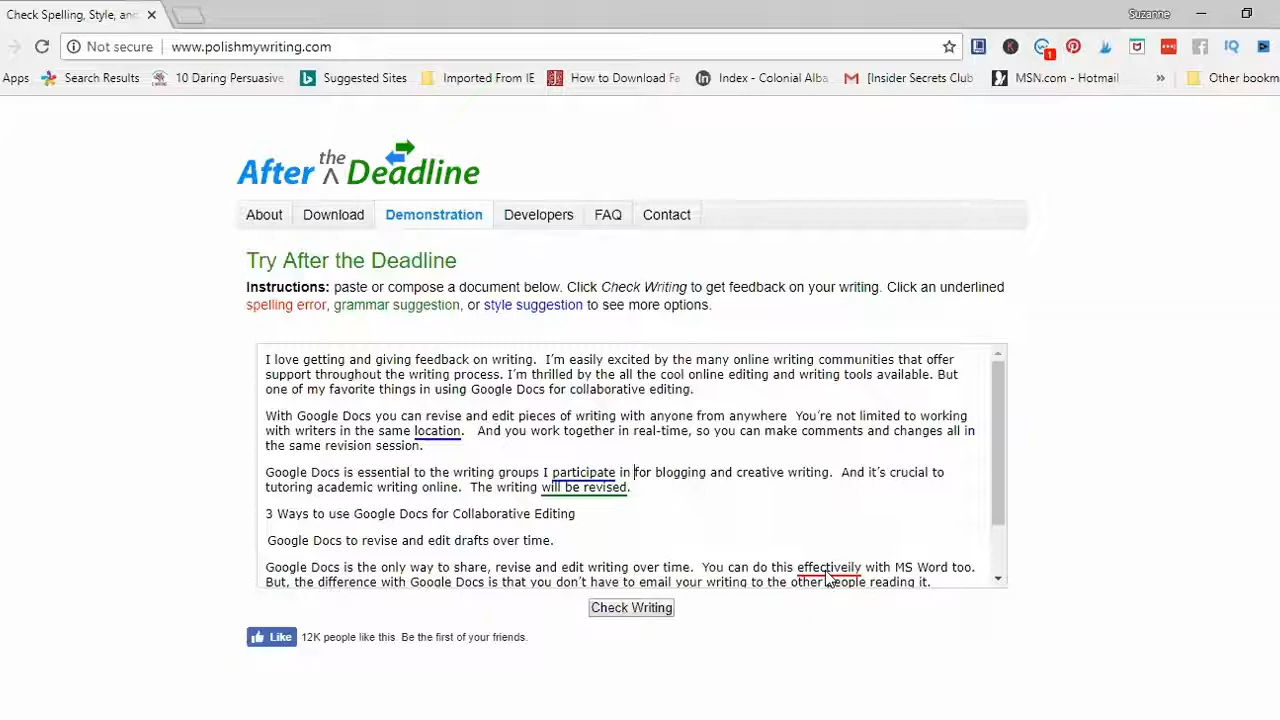 Check Spelling, Style, an
Suzanne
Not secure www.polishmywriting.com
1
Apps Search Results 10 Daring Persuasive Suggested Sites Imported From IE How to Download Fa Index - Colonial Alba [Insider Secrets Club MSN.com - Hotmail » Other bookm
After the Deadline
About Download Demonstration Developers FAQ Contact
Try After the Deadline
Instructions: paste or compose a document below. Click Check Writing to get feedback on your writing. Click an underlined
spelling error, grammar suggestion, or style suggestion to see more options.
I love getting and giving feedback on writing. I'm easily excited by the many online writing communities that offer
support throughout the writing process. I'm thrilled by the all the cool online editing and writing tools available. But
one of my favorite things in using Google Docs for collaborative editing.
With Google Docs you can revise and edit pieces of writing with anyone from anywhere You're not limited to working
with writers in the same location. And you work together in real-time, so you can make comments and changes all in
the same revision session.
Google Docs is essential to the writing groups I participate in for blogging and creative writing. And it's crucial to
tutoring academic writing online. The writing will be revised.
3 Ways to use Google Docs for Collaborative Editing
Google Docs to revise and edit drafts over time.
Google Docs is the only way to share, revise and edit writing over time. You can do this effectiveily with MS Word too.
But, the difference with Google Docs is that you don't have to email your writing to the other people reading it.
Check Writing
Like 12K people like this. Be the first of your friends.